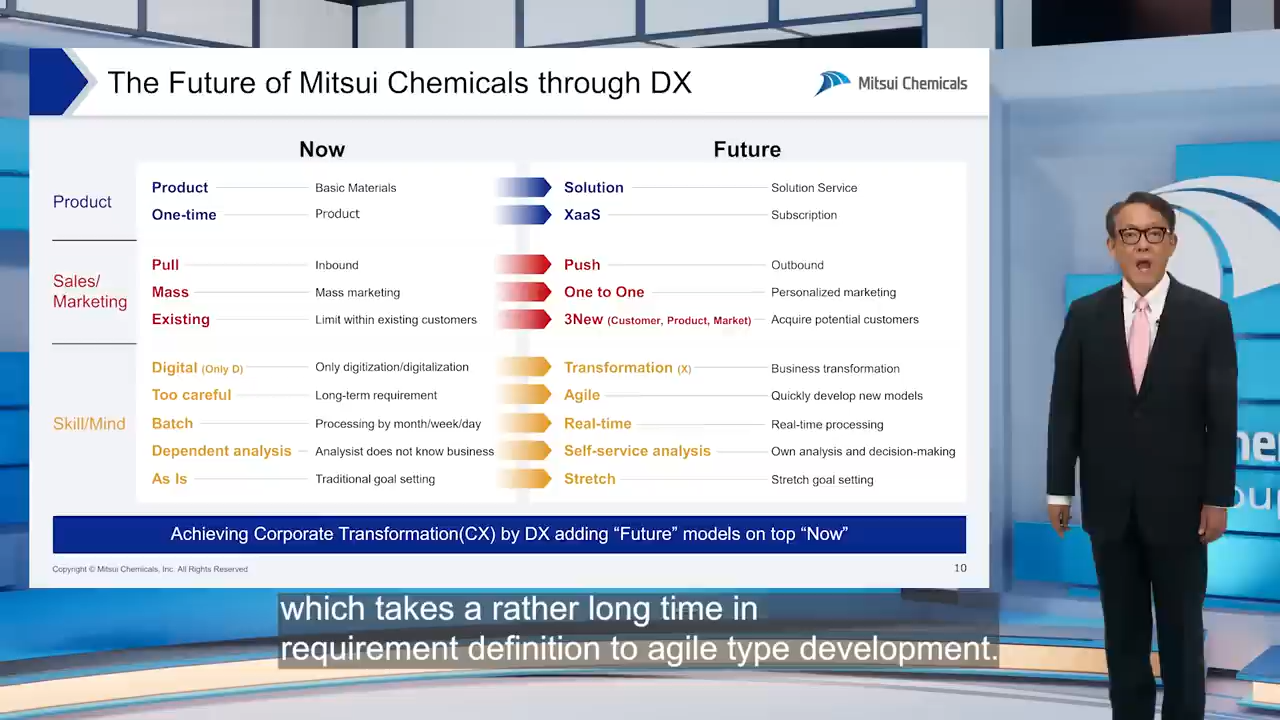 The Future of Mitsui Chemicals through DX
Mitsui Chemicals
Now Future
Product
Product Basic Materials Solution Solution Service
One-time Product XaaS Subscription
Sales/
Marketing
Pull Inbound Push Outbound
Mass Mass marketing One to One Personalized marketing
Existing Limit within existing customers 3New (Customer, Product, Market) Acquire potential customers
Skill/Mind
Digital (Only D) Only digitization/digitalization Transformation (X) Business transformation
Too careful Long-term requirement Agile Quickly develop new models
Batch Processing by month/week/day Real-time Real-time processing
Dependent analysis Analyst does not know business Self-service analysis Own analysis and decision-making
As Is Traditional goal setting Stretch Stretch goal setting
Achieving Corporate Transformation(CX) by DX adding “Future” models on top “Now”
Copyright © Mitsui Chemicals, Inc. All Rights Reserved 10
which takes a rather long time in
requirement definition to agile type development.